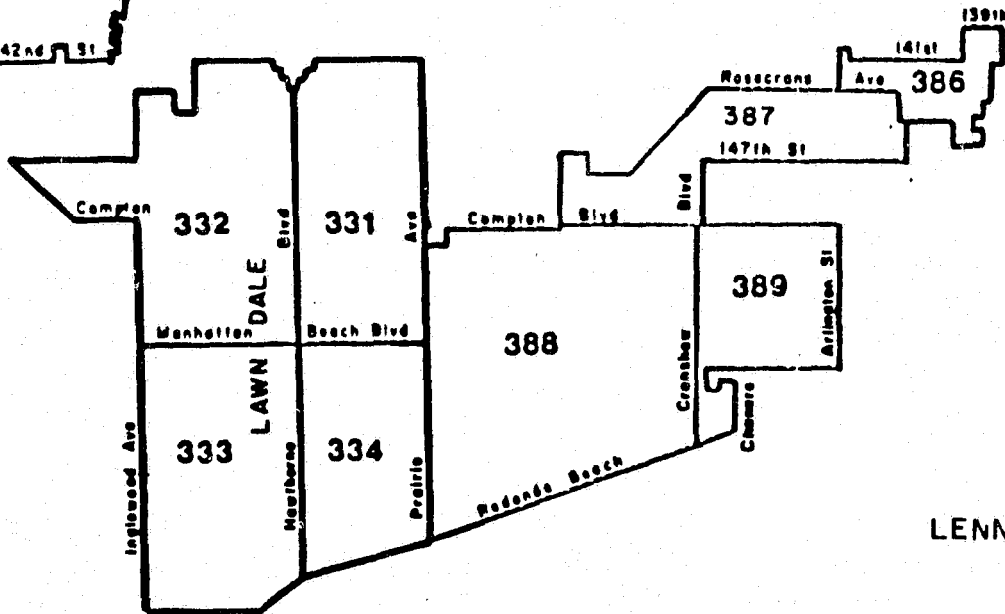 139th
42nd St
141st
Rosecrans Ave
386
387
147th St
Compton
332
331
Blvd
Ave
Compton Blvd
Blvd
389
Arlington St
LAWN DALE
Manhattan Beach Blvd
388
Crenshaw
333
334
Inglewood Ave
Hawthorne
Prairie
Redondo Beach
LENN